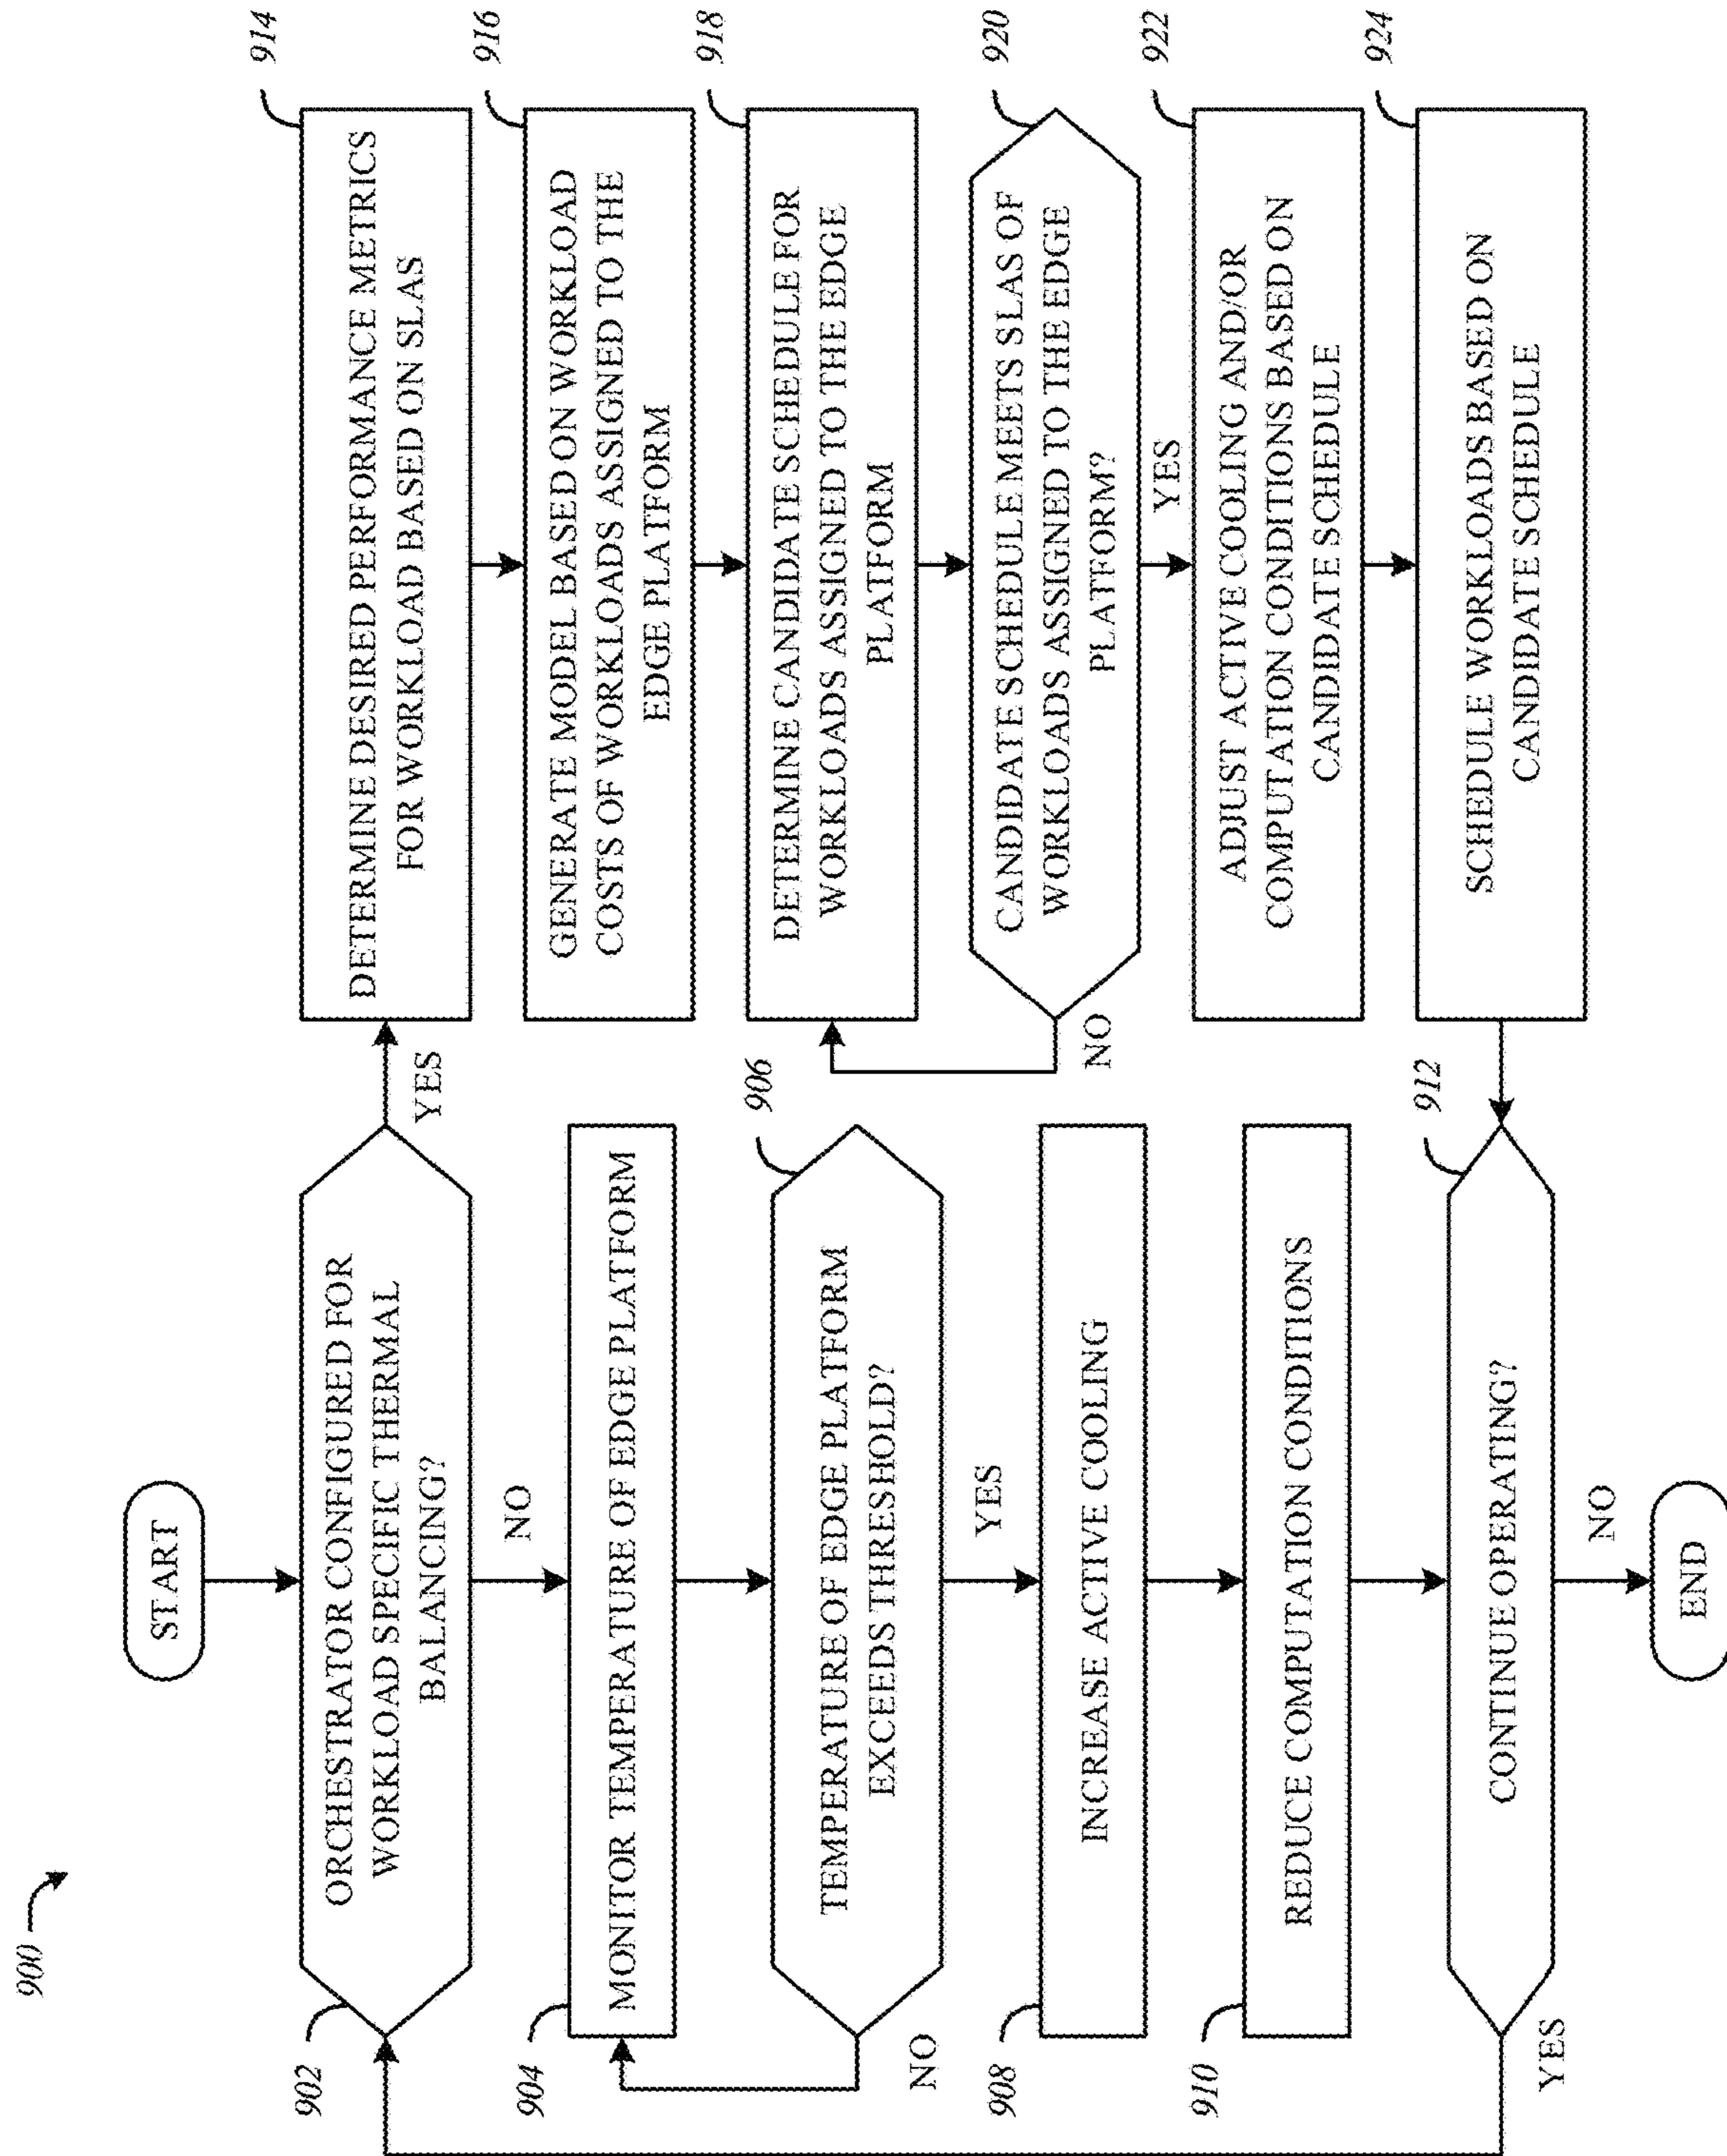 900
START
902
ORCHESTRATOR CONFIGURED FOR
WORKLOAD SPECIFIC THERMAL
BALANCING?
YES
NO
904
MONITOR TEMPERATURE OF EDGE PLATFORM
906
TEMPERATURE OF EDGE PLATFORM
EXCEEDS THRESHOLD?
NO
YES
908
INCREASE ACTIVE COOLING
910
REDUCE COMPUTATION CONDITIONS
912
CONTINUE OPERATING?
YES
NO
END
914
DETERMINE DESIRED PERFORMANCE METRICS
FOR WORKLOAD BASED ON SLAS
916
GENERATE MODEL BASED ON WORKLOAD
COSTS OF WORKLOADS ASSIGNED TO THE
EDGE PLATFORM
918
DETERMINE CANDIDATE SCHEDULE FOR
WORKLOADS ASSIGNED TO THE EDGE
PLATFORM
920
CANDIDATE SCHEDULE MEETS SLAS OF
WORKLOADS ASSIGNED TO THE EDGE
PLATFORM?
NO
YES
922
ADJUST ACTIVE COOLING AND/OR
COMPUTATION CONDITIONS BASED ON
CANDIDATE SCHEDULE
924
SCHEDULE WORKLOADS BASED ON
CANDIDATE SCHEDULE